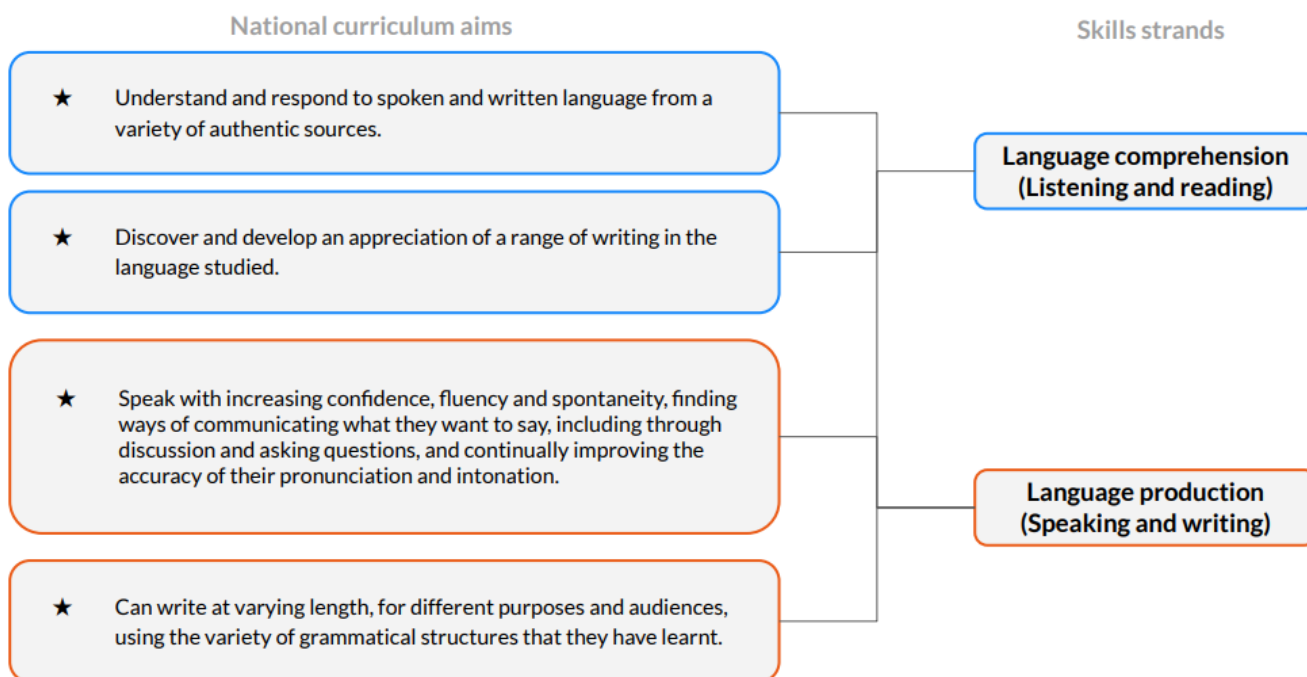 National curriculum aims
Skills strands
★ Understand and respond to spoken and written language from a
variety of authentic sources.
Language comprehension
(Listening and reading)
★ Discover and develop an appreciation of a range of writing in the
language studied.
★ Speak with increasing confidence, fluency and spontaneity, finding
ways of communicating what they want to say, including through
discussion and asking questions, and continually improving the
accuracy of their pronunciation and intonation.
Language production
(Speaking and writing)
★ Can write at varying length, for different purposes and audiences,
using the variety of grammatical structures that they have learnt.